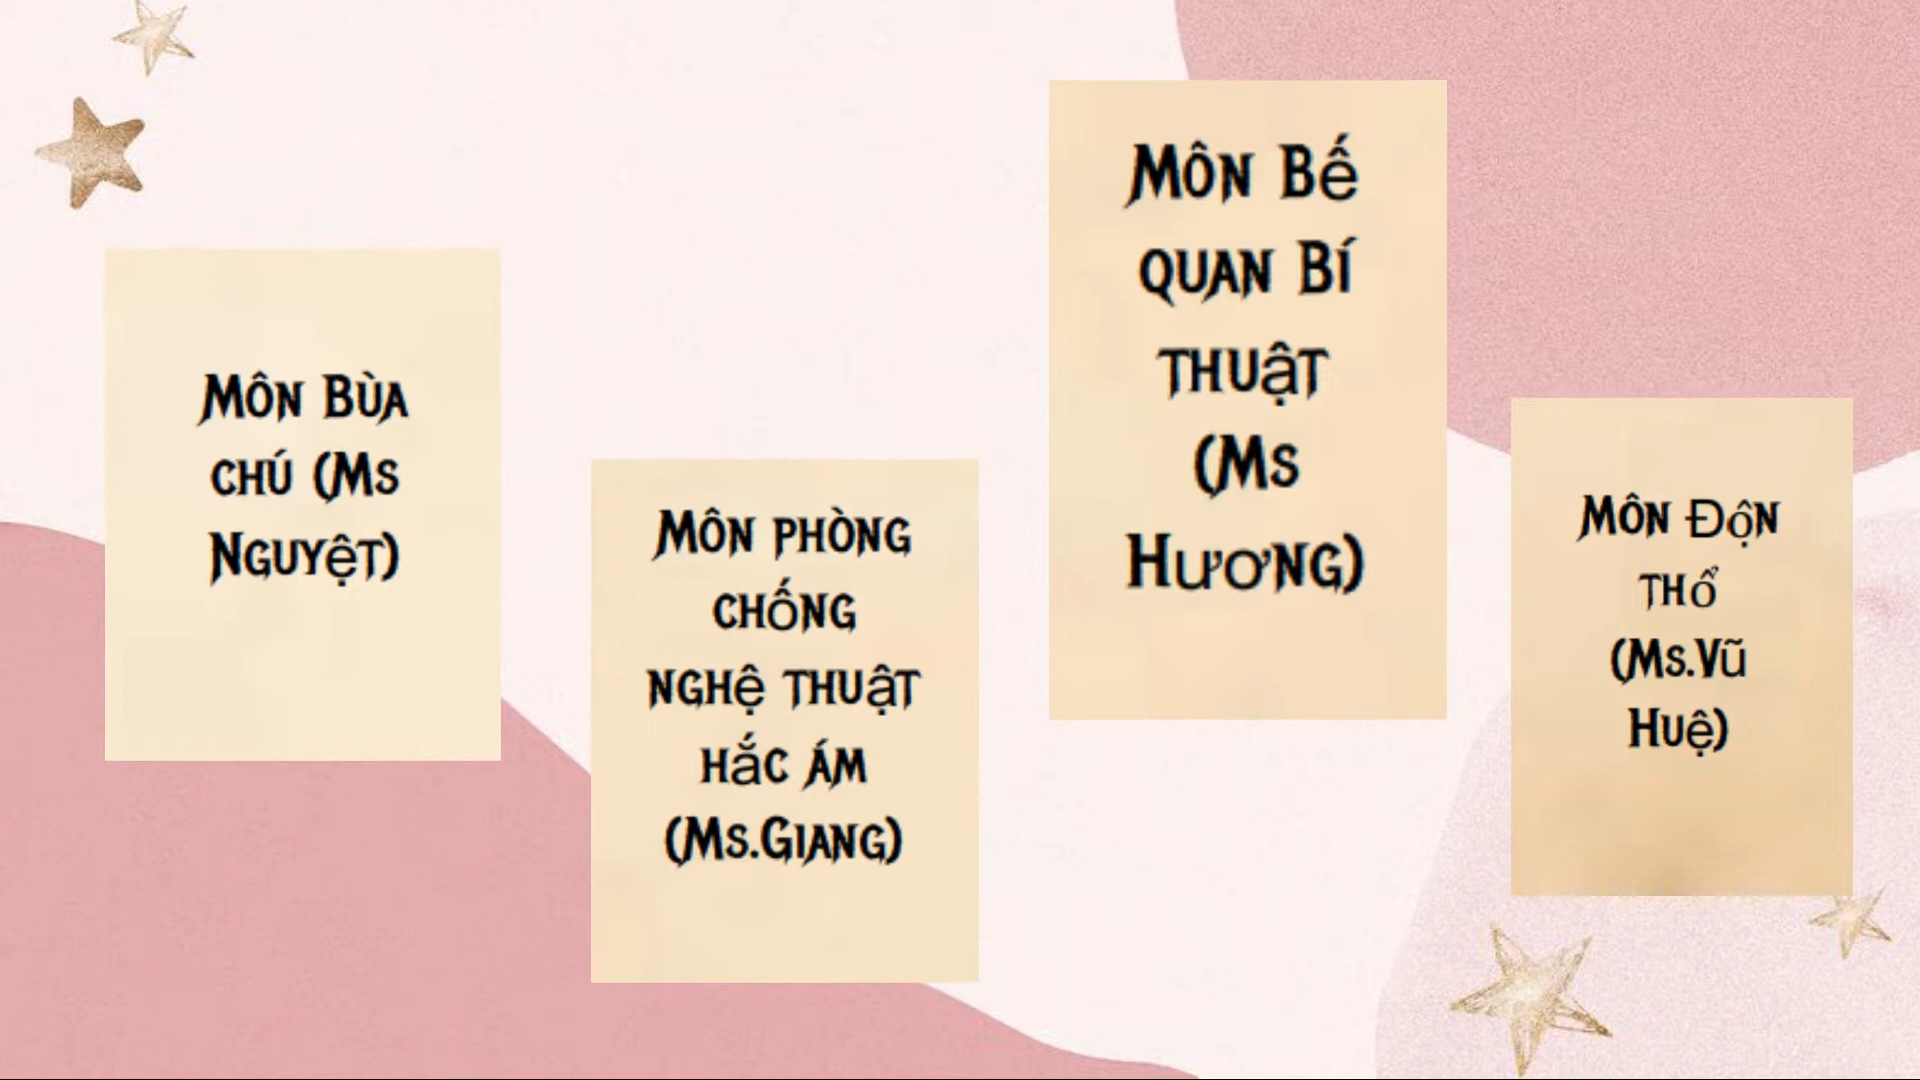 Môn Bùa
chú (Ms
Nguyệt)
Môn phòng
chống
nghệ thuật
hắc ám
(Ms.Giang)
Môn Bế
quan Bí
thuật
(Ms
Hương)
Môn Độn
thổ
(Ms.Vũ
Huệ)